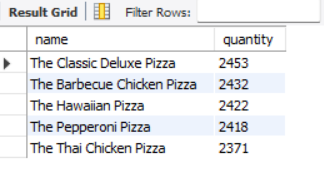 Result Grid Filter Rows:
name quantity
The Classic Deluxe Pizza 2453
The Barbecue Chicken Pizza 2432
The Hawaiian Pizza 2422
The Pepperoni Pizza 2418
The Thai Chicken Pizza 2371